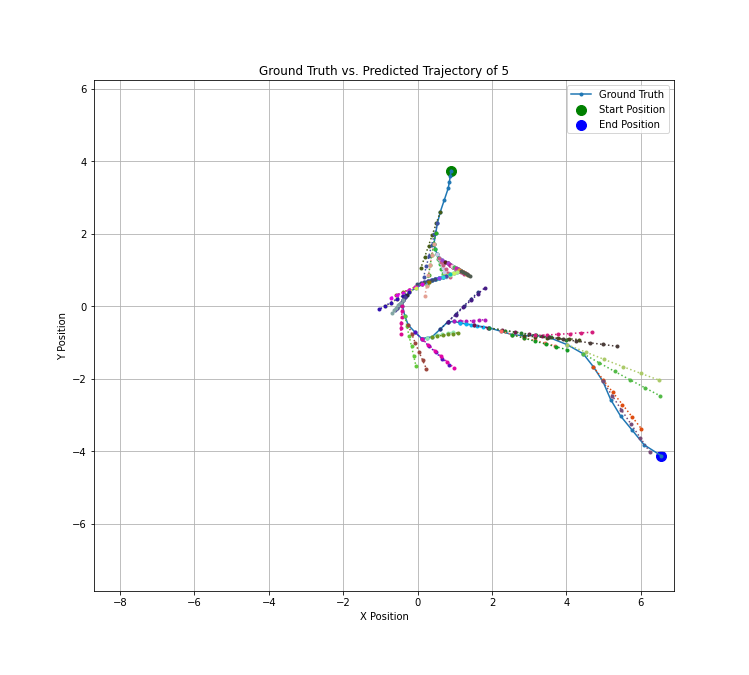 Ground Truth vs. Predicted Trajectory of 5
Ground Truth
Start Position
End Position
6
4
2
0
−2
−4
−6
Y Position
−8
−6
−4
−2
0
2
4
6
X Position